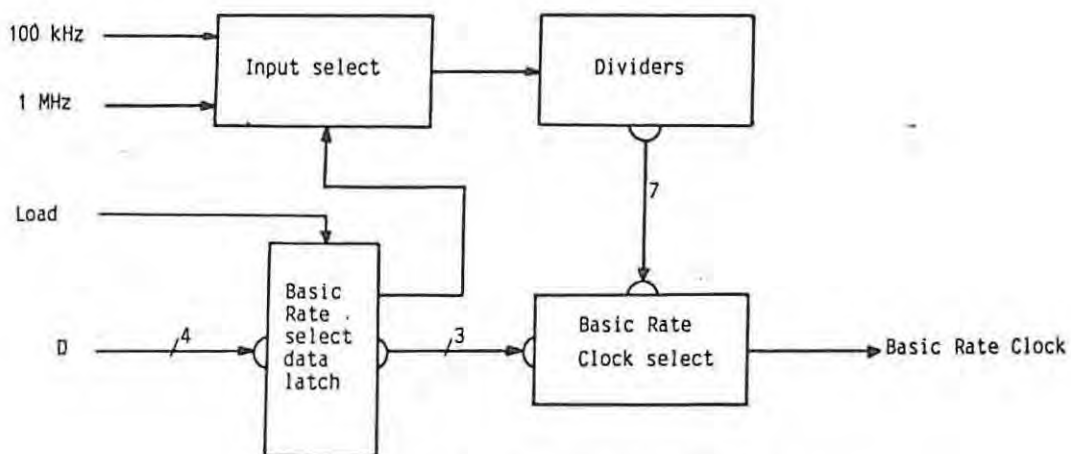 100 kHz
1 MHz
Input select
Dividers
7
Load
D
4
Basic
Rate
select
data
latch
3
Basic Rate
Clock select
Basic Rate Clock